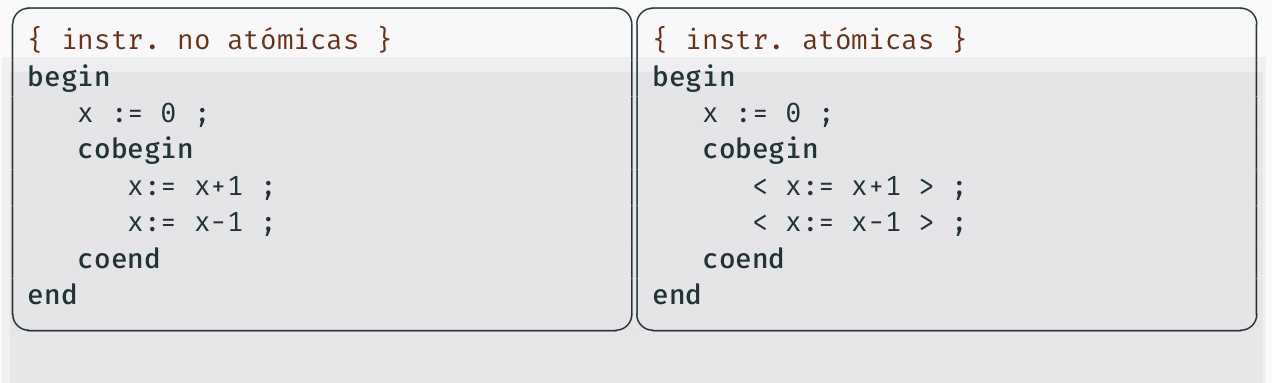 { instr. no atómicas }
begin
   x := 0 ;
   cobegin
      x:= x+1 ;
      x:= x-1 ;
   coend
end
{ instr. atómicas }
begin
   x := 0 ;
   cobegin
      < x:= x+1 > ;
      < x:= x-1 > ;
   coend
end